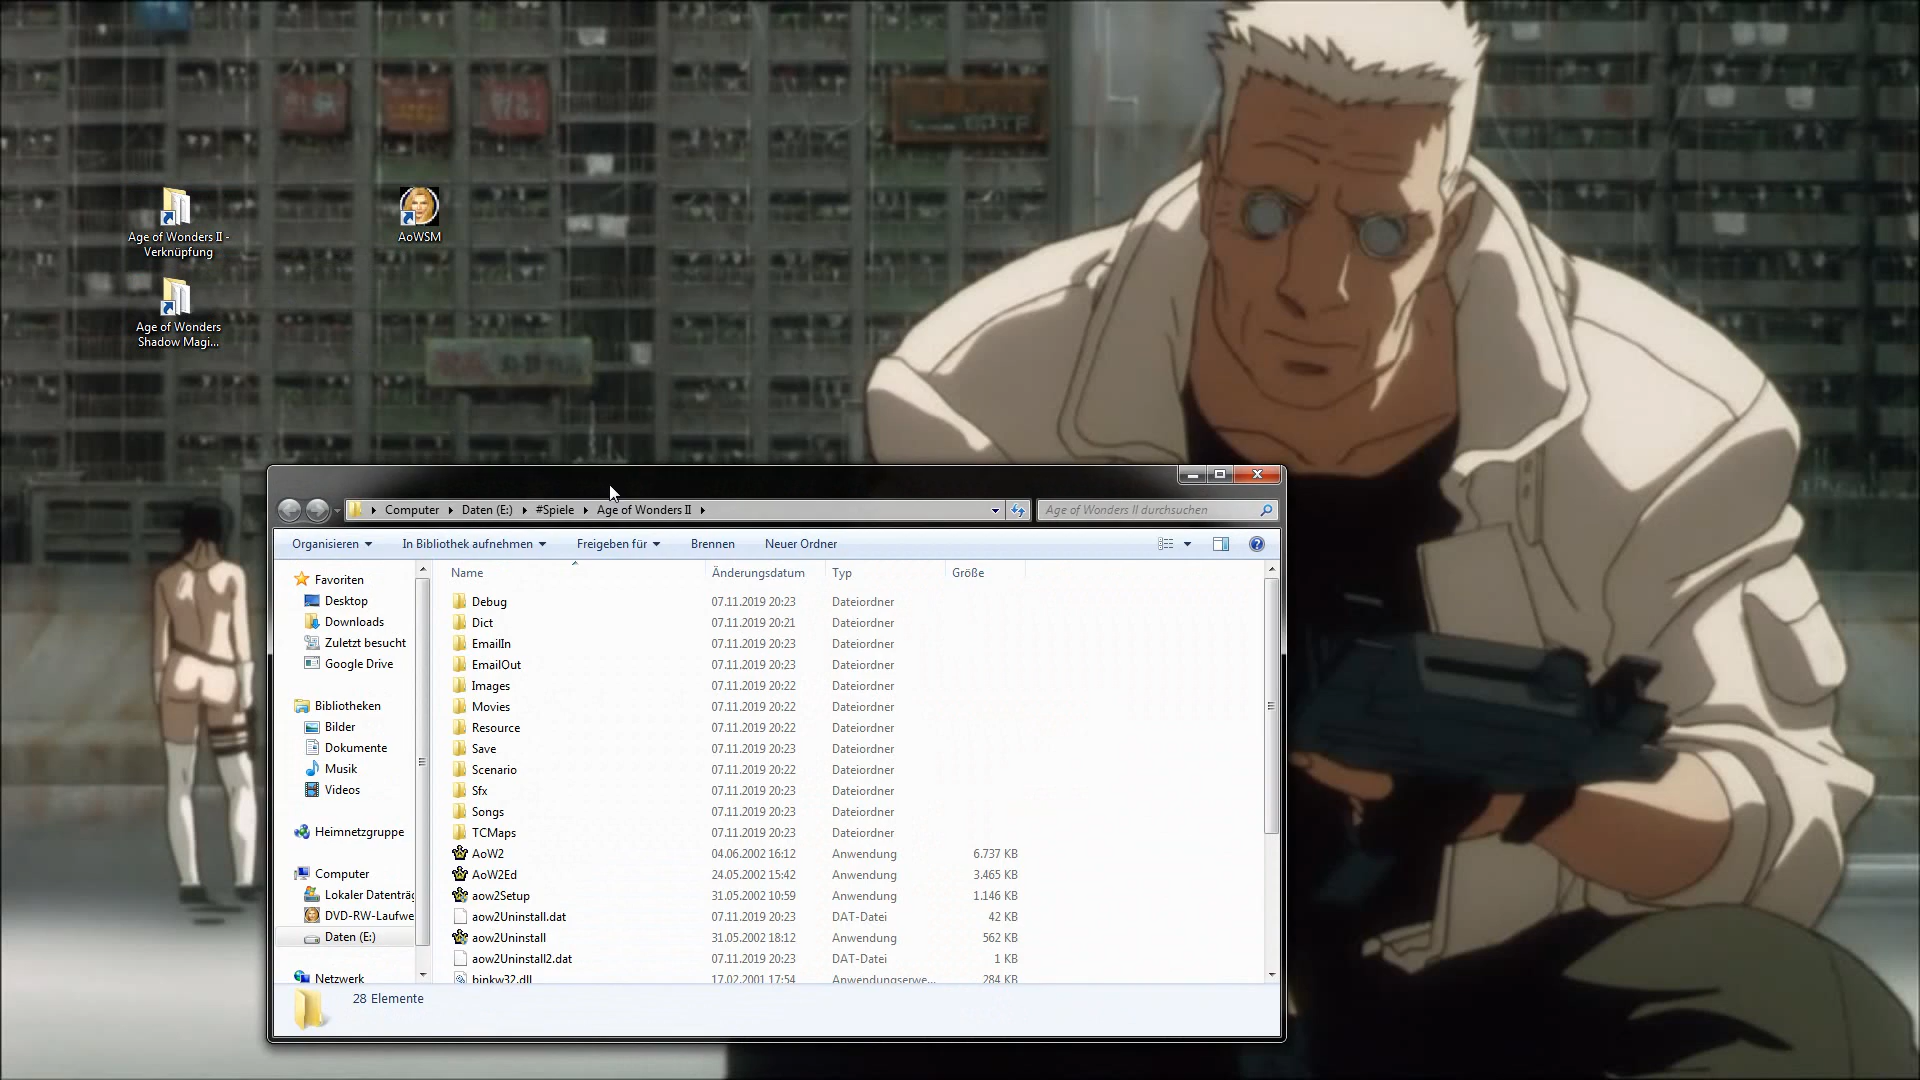 Age of Wonders II -
Verknüpfung
AoWSM
Age of Wonders
Shadow Magi...
Computer
Daten (E:)
#Spiele
Age of Wonders II
Age of Wonders II durchsuchen
Organisieren
In Bibliothek aufnehmen
Freigeben für
Brennen
Neuer Ordner
Name
Änderungsdatum
Typ
Größe
Favoriten
Desktop
Downloads
Zuletzt besucht
Google Drive
Bibliotheken
Bilder
Dokumente
Musik
Videos
Heimnetzgruppe
Computer
Lokaler Datenträg
DVD-RW-Laufwe
Daten (E:)
Netzwerk
Debug 07.11.2019 20:23 Dateiordner
Dict 07.11.2019 20:21 Dateiordner
EmailIn 07.11.2019 20:23 Dateiordner
EmailOut 07.11.2019 20:23 Dateiordner
Images 07.11.2019 20:22 Dateiordner
Movies 07.11.2019 20:22 Dateiordner
Resource 07.11.2019 20:22 Dateiordner
Save 07.11.2019 20:23 Dateiordner
Scenario 07.11.2019 20:22 Dateiordner
Sfx 07.11.2019 20:23 Dateiordner
Songs 07.11.2019 20:23 Dateiordner
TCMaps 07.11.2019 20:23 Dateiordner
AoW2 04.06.2002 16:12 Anwendung 6.737 KB
AoW2Ed 24.05.2002 15:42 Anwendung 3.465 KB
aow2Setup 31.05.2002 10:59 Anwendung 1.146 KB
aow2Uninstall.dat 07.11.2019 20:23 DAT-Datei 42 KB
aow2Uninstall 31.05.2002 18:12 Anwendung 562 KB
aow2Uninstall2.dat 07.11.2019 20:23 DAT-Datei 1 KB
binkw32.dll 17.02.2001 17:54 Anwendungserwe... 284 KB
28 Elemente